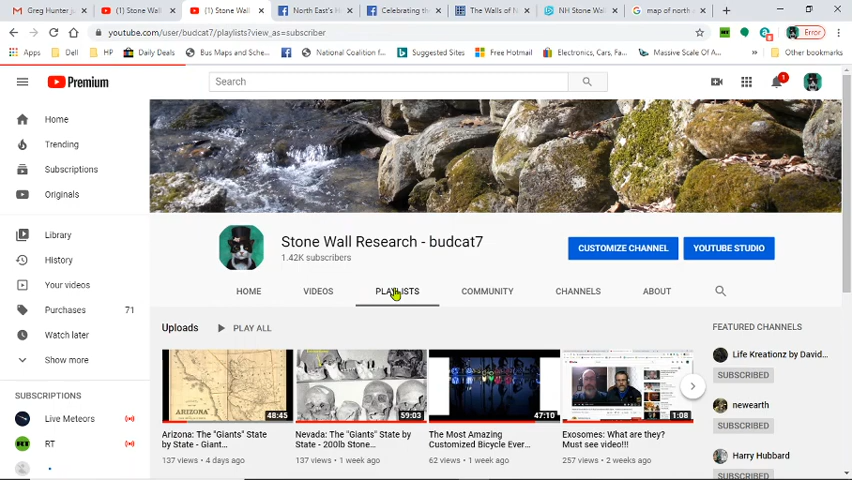 Greg Hunter ju
(1) Stone Wall
(1) Stone Wall
North East's H
Celebrating the
The Walls of N
NH Stone Wall
map of north
youtube.com/user/budcat7/playlists?view_as=subscriber
Error
Apps
Dell
HP
Daily Deals
Bus Maps and Sche...
National Coalition f...
Suggested Sites
Free Hotmail
Electronics, Cars, Fa...
Massive Scale Of A...
Other bookmarks
Premium
Search
1
Home
Trending
Subscriptions
Originals
Library
History
Your videos
Purchases 71
Watch later
Show more
SUBSCRIPTIONS
Live Meteors
RT RT
Stone Wall Research - budcat7
1.42K subscribers
CUSTOMIZE CHANNEL
YOUTUBE STUDIO
HOME VIDEOS PLAYLISTS COMMUNITY CHANNELS ABOUT
Uploads PLAY ALL
ARIZONA
48:45
59:03
47:10
1:08
Arizona: The "Giants" State
by State - Giant...
137 views • 4 days ago
Nevada: The "Giants" State by
State - 200lb Stone...
137 views • 1 week ago
The Most Amazing
Customized Bicycle Ever...
62 views • 1 week ago
Exosomes: What are they?
Must see video!!!
257 views • 2 weeks ago
FEATURED CHANNELS
Life Kreationz by David...
SUBSCRIBED
newearth
SUBSCRIBED
Harry Hubbard
SUBSCRIBED